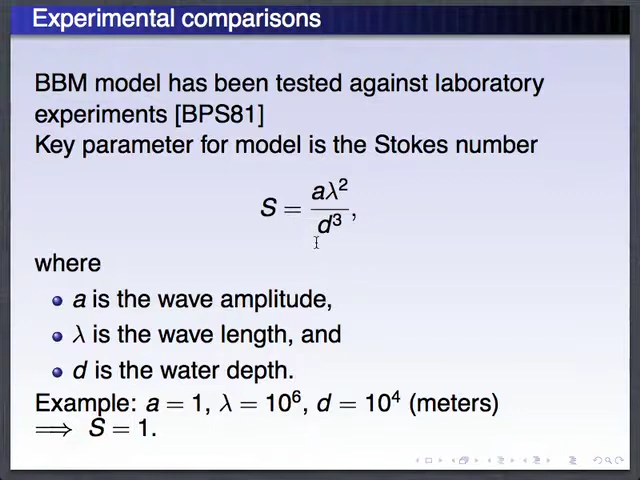 Experimental comparisons
BBM model has been tested against laboratory
experiments [BPS81]
Key parameter for model is the Stokes number
S = aλ²/d³,
where
a is the wave amplitude,
λ is the wave length, and
d is the water depth.
Example: a = 1, λ = 10⁶, d = 10⁴ (meters)
⟹ S = 1.